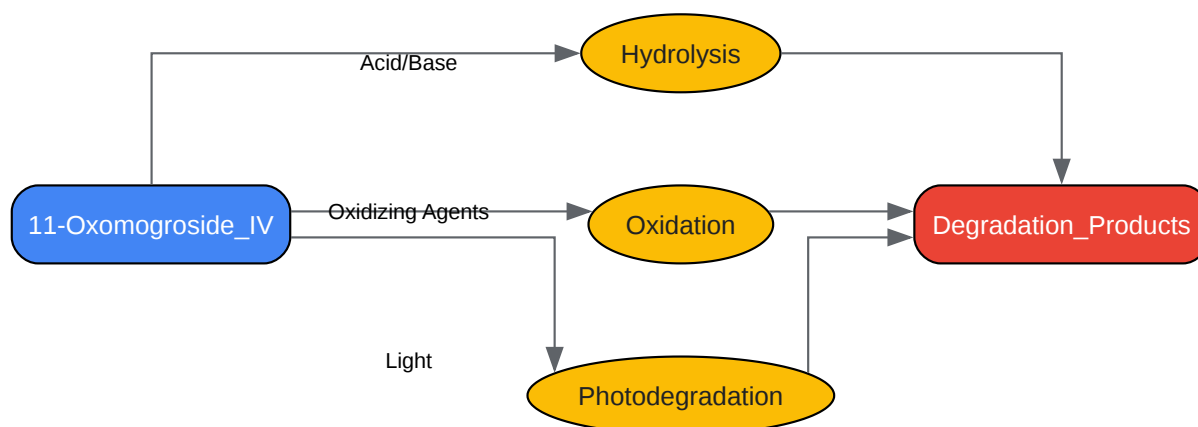 Hydrolysis
Acid/Base
11-Oxomogroside_IV
Oxidizing Agents
Oxidation
Degradation_Products
Light
Photodegradation